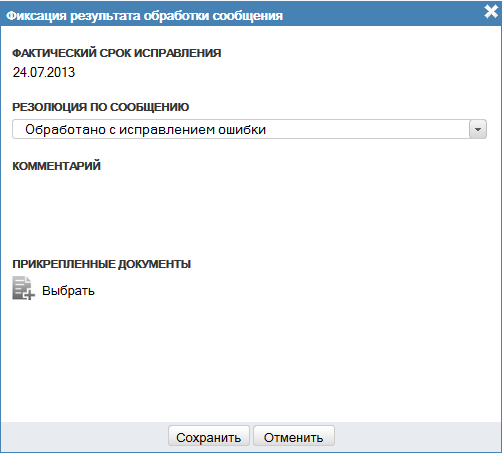 Фиксация результата обработки сообщения
ФАКТИЧЕСКИЙ СРОК ИСПРАВЛЕНИЯ
24.07.2013
РЕЗОЛЮЦИЯ ПО СООБЩЕНИЮ
Обработано с исправлением ошибки
КОММЕНТАРИЙ
ПРИКРЕПЛЕННЫЕ ДОКУМЕНТЫ
Выбрать
Сохранить Отменить